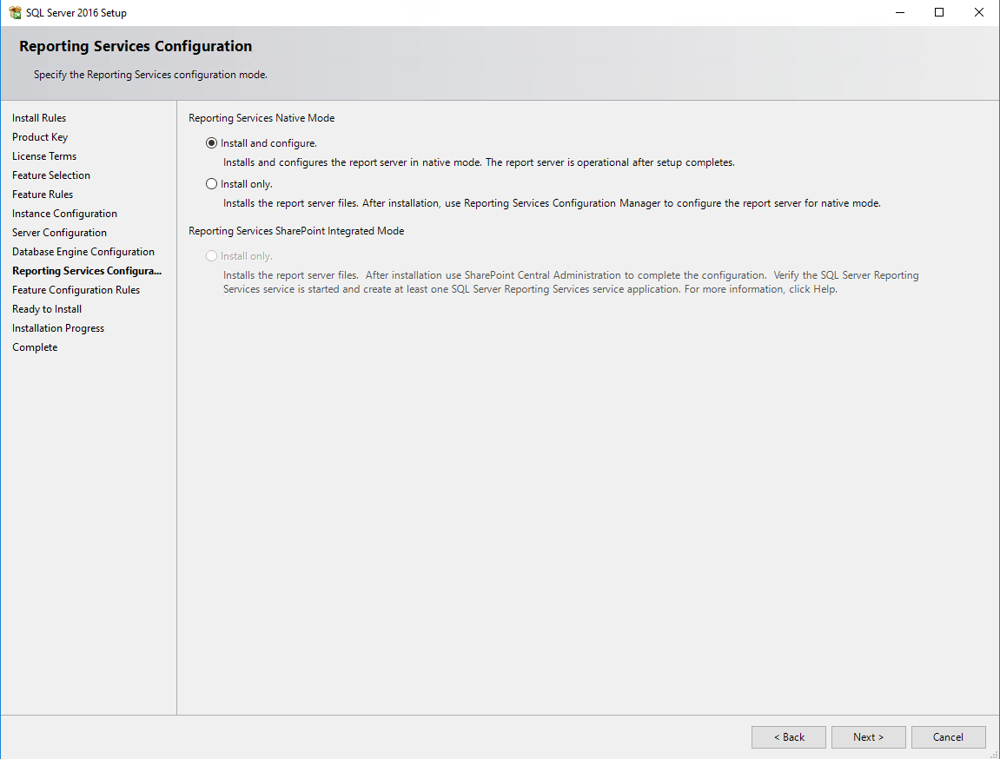 SQL Server 2016 Setup
Reporting Services Configuration
Specify the Reporting Services configuration mode.
Install Rules
Product Key
License Terms
Feature Selection
Feature Rules
Instance Configuration
Server Configuration
Database Engine Configuration
Reporting Services Configura...
Feature Configuration Rules
Ready to Install
Installation Progress
Complete
Reporting Services Native Mode
Install and configure.
Installs and configures the report server in native mode. The report server is operational after setup completes.
Install only.
Installs the report server files. After installation, use Reporting Services Configuration Manager to configure the report server for native mode.
Reporting Services SharePoint Integrated Mode
Install only.
Installs the report server files.  After installation use SharePoint Central Administration to complete the configuration.  Verify the SQL Server Reporting
Services service is started and create at least one SQL Server Reporting Services service application. For more information, click Help.
< Back
Next >
Cancel